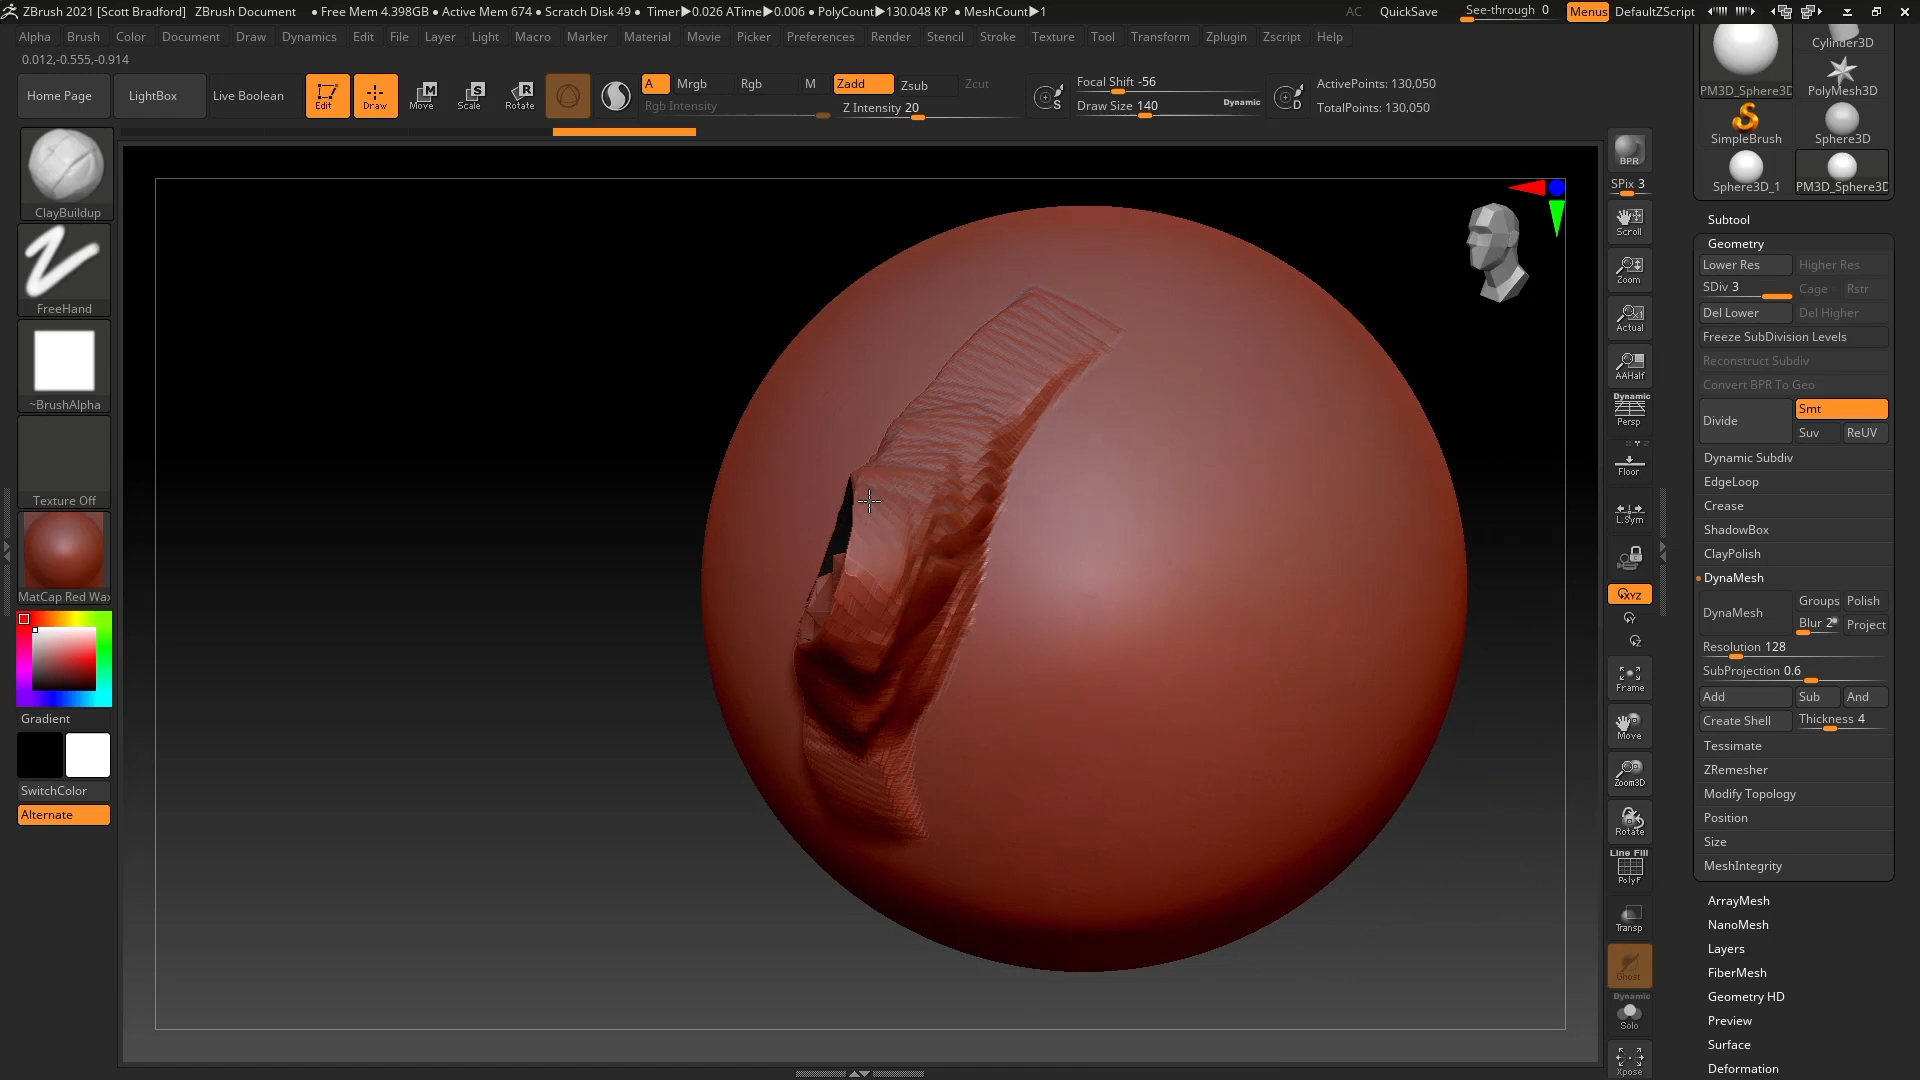 ZBrush 2021 [Scott Bradford] ZBrush Document • Free Mem 4.398GB • Active Mem 674 • Scratch Disk 49 • Timer▶0.026 ATime▶0.006 • PolyCount▶130.048 KP • MeshCount▶1 AC QuickSave See-through 0 Menus DefaultZScript
Alpha Brush Color Document Draw Dynamics Edit File Layer Light Macro Marker Material Movie Picker Preferences Render Stencil Stroke Texture Tool Transform Zplugin Zscript Help
0.012,-0.555,-0.914
Home Page LightBox Live Boolean Edit Draw Move Scale Rotate
A Mrgb Rgb M Zadd Zsub Zcut
Rgb Intensity Z Intensity 20
Focal Shift -56
Draw Size 140 Dynamic
ActivePoints: 130,050
TotalPoints: 130,050
ClayBuildup
FreeHand
~BrushAlpha
Texture Off
MatCap Red Wax
Gradient
SwitchColor
Alternate
BPR
SPix 3
Scroll
Zoom
Actual
AAHalf
Dynamic
Persp
Floor
L.Sym
XYZ
Frame
Move
Zoom3D
Rotate
Line Fill
PolyF
Transp
Ghost
Dynamic
Solo
Xpose
Cylinder3D
PM3D_Sphere3D PolyMesh3D
SimpleBrush Sphere3D
Sphere3D_1 PM3D_Sphere3D
Subtool
Geometry
Lower Res Higher Res
SDiv 3 Cage Rstr
Del Lower Del Higher
Freeze SubDivision Levels
Reconstruct Subdiv
Convert BPR To Geo
Divide Smt
Suv ReUV
Dynamic Subdiv
EdgeLoop
Crease
ShadowBox
ClayPolish
DynaMesh
DynaMesh Groups Polish
Blur 2 Project
Resolution 128
SubProjection 0.6
Add Sub And
Create Shell Thickness 4
Tessimate
ZRemesher
Modify Topology
Position
Size
MeshIntegrity
ArrayMesh
NanoMesh
Layers
FiberMesh
Geometry HD
Preview
Surface
Deformation